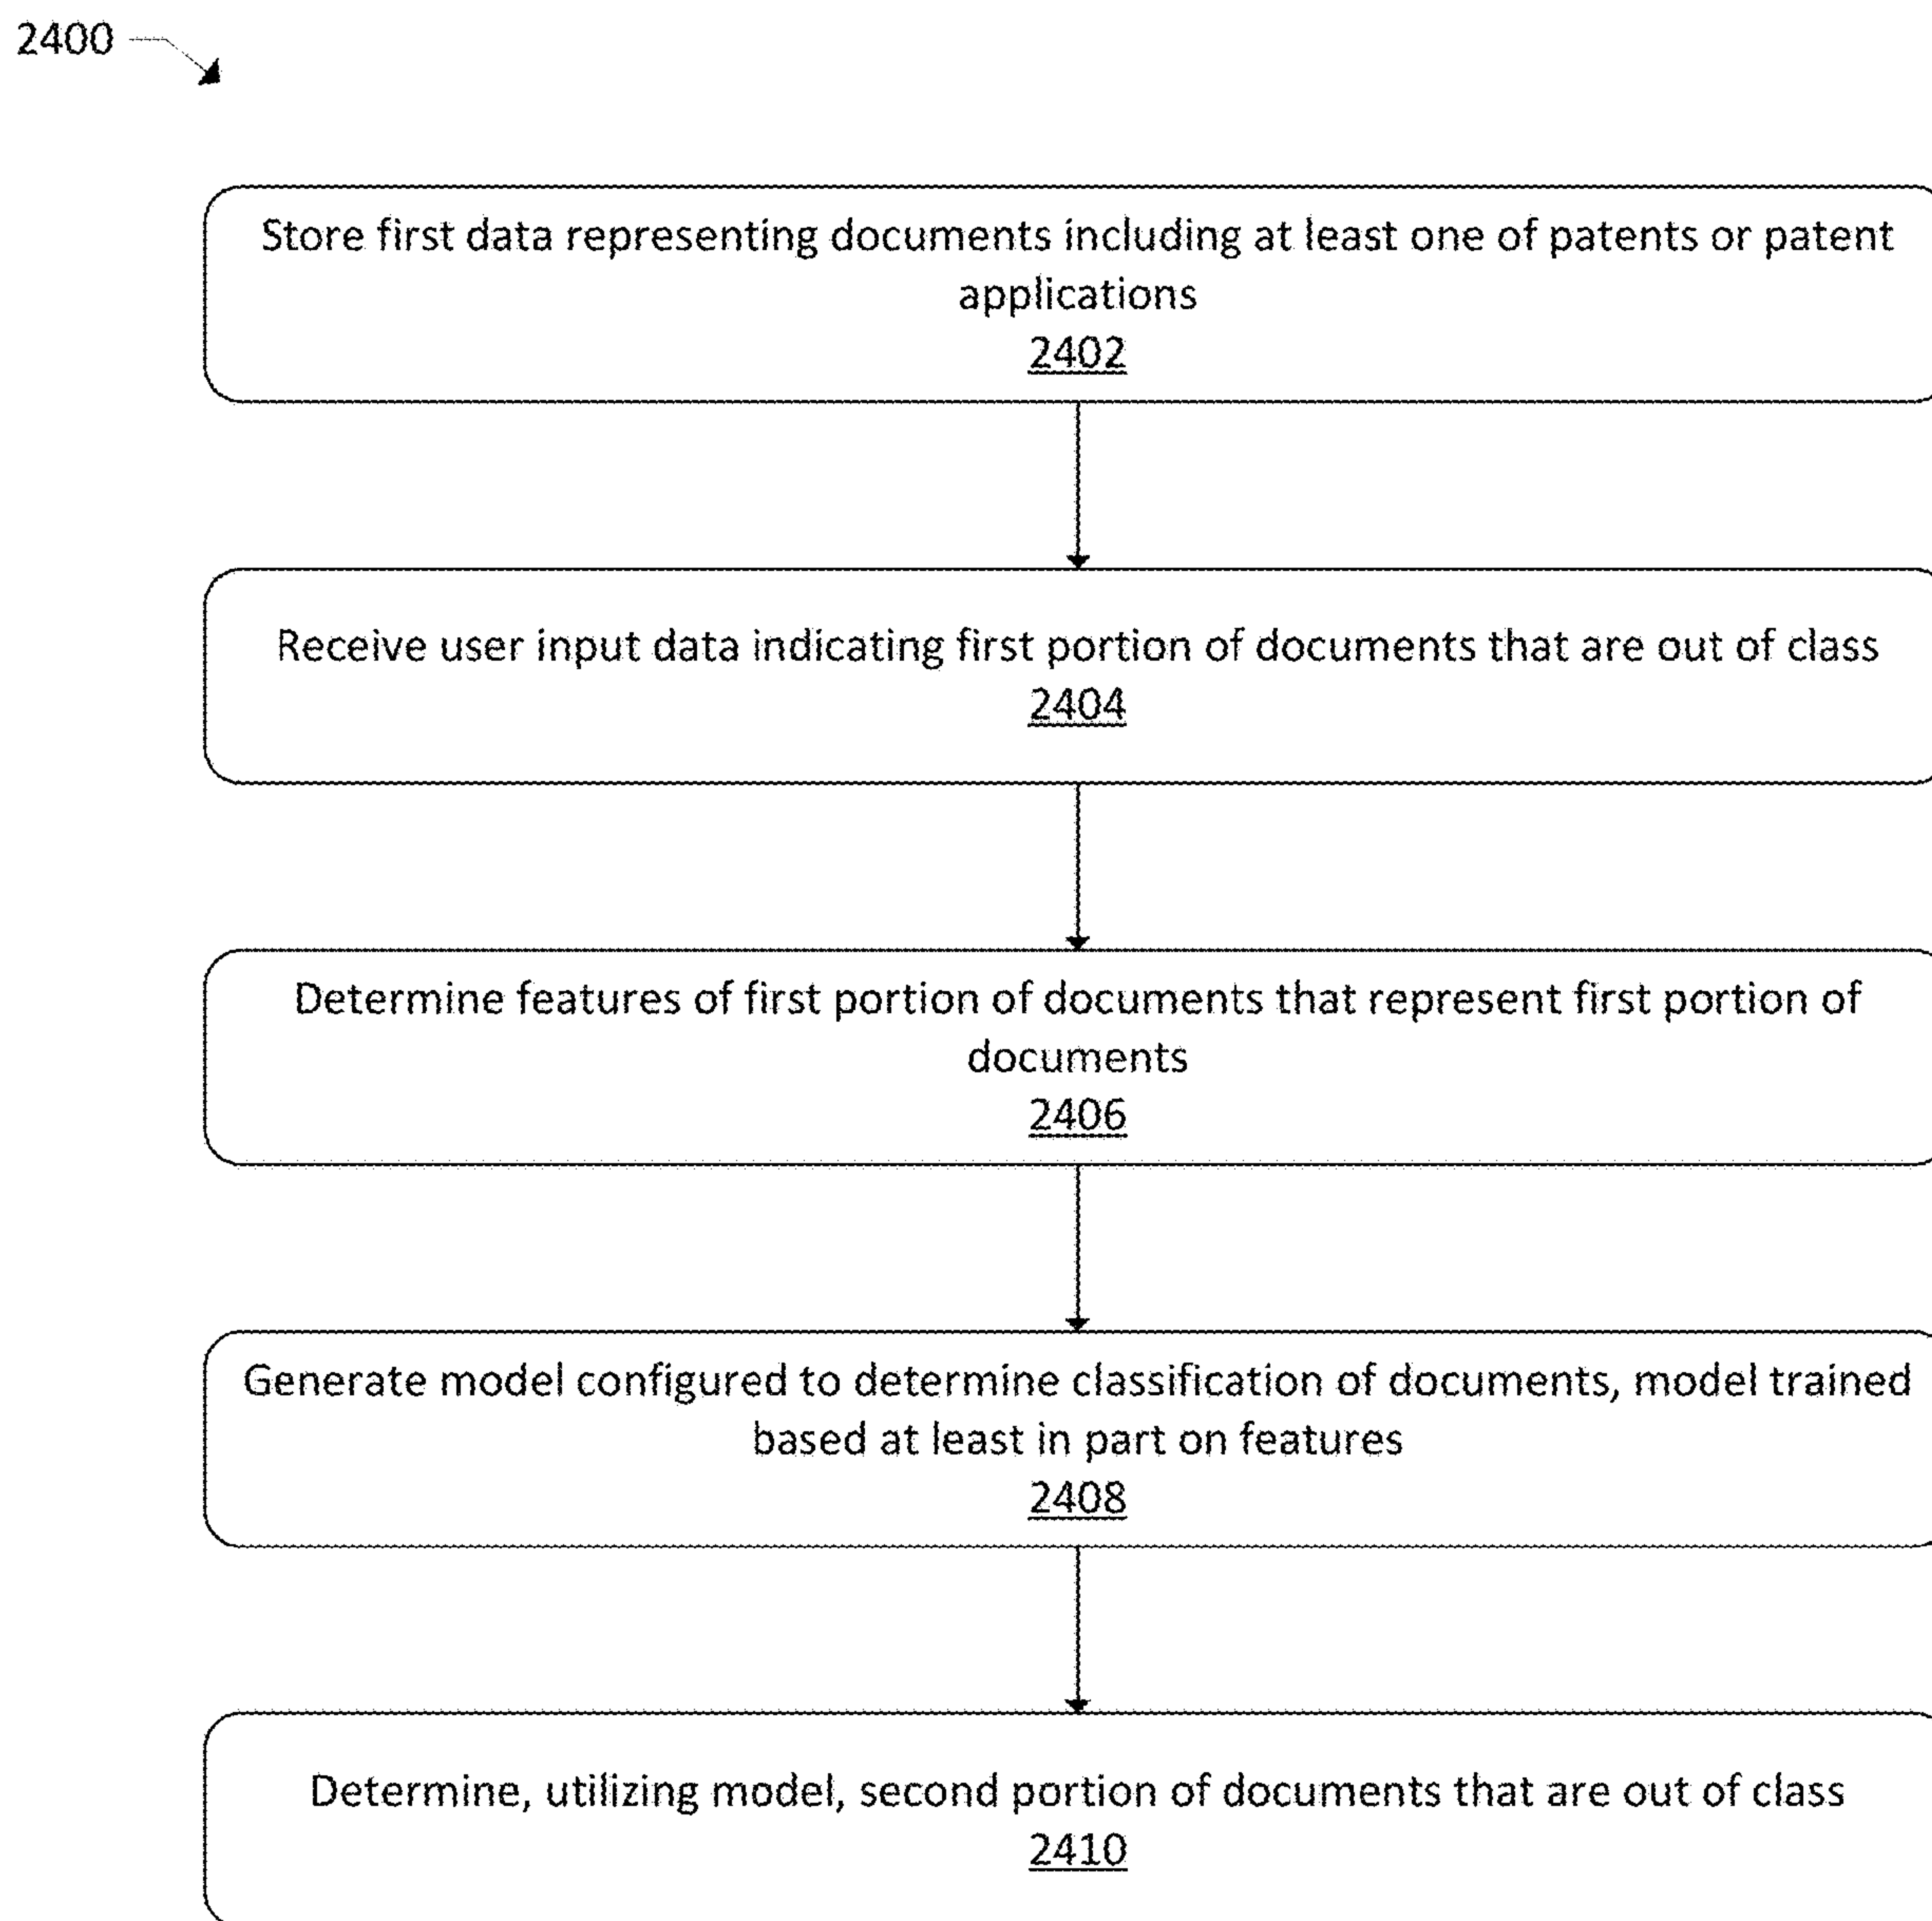 2400
Store first data representing documents including at least one of patents or patent
applications
2402
Receive user input data indicating first portion of documents that are out of class
2404
Determine features of first portion of documents that represent first portion of
documents
2406
Generate model configured to determine classification of documents, model trained
based at least in part on features
2408
Determine, utilizing model, second portion of documents that are out of class
2410